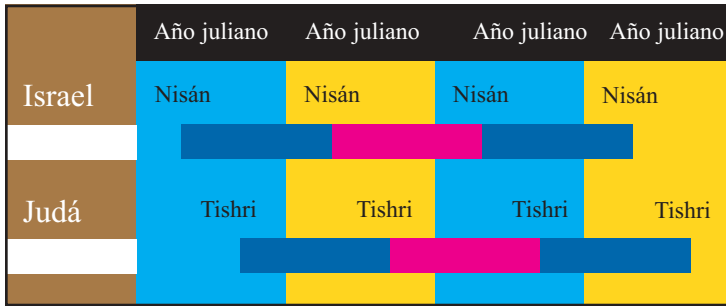 Año juliano Año juliano Año juliano Año juliano
Israel Nisán Nisán Nisán Nisán
Judá Tishri Tishri Tishri Tishri